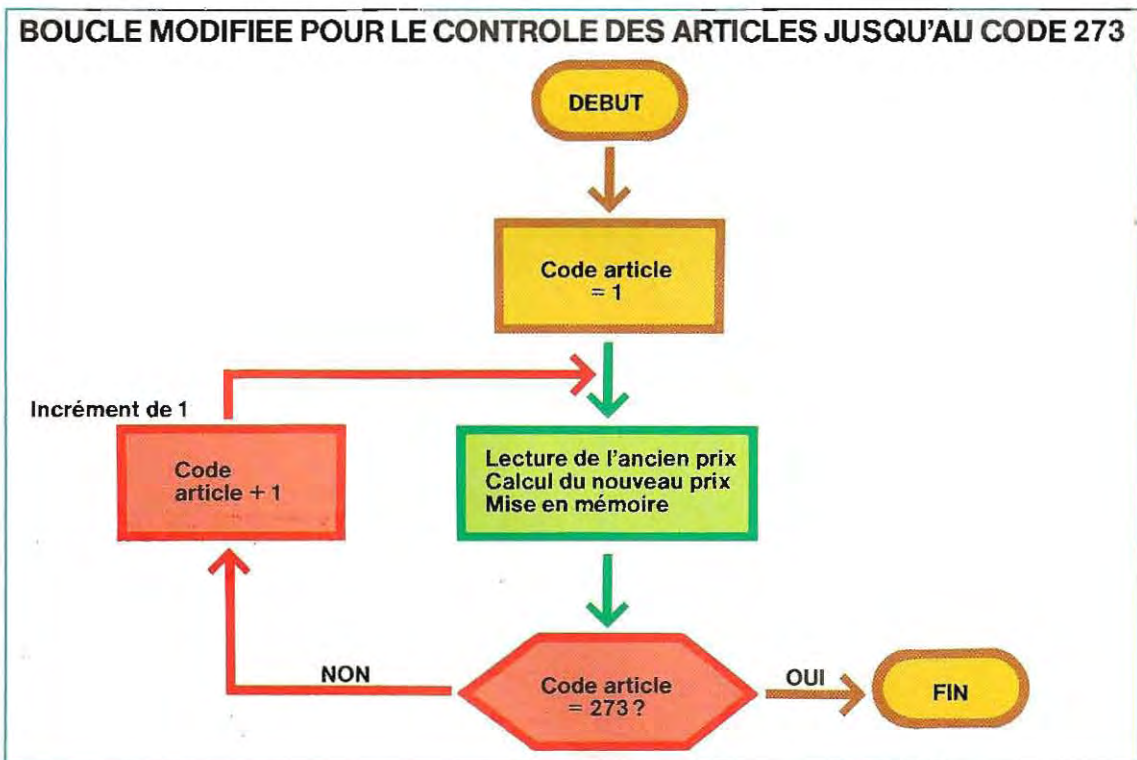 BOUCLE MODIFIEE POUR LE CONTROLE DES ARTICLES JUSQU'AU CODE 273
DEBUT
Code article
= 1
Incrément de 1
Code
article + 1
Lecture de l'ancien prix
Calcul du nouveau prix
Mise en mémoire
NON
Code article
= 273 ?
OUI
FIN